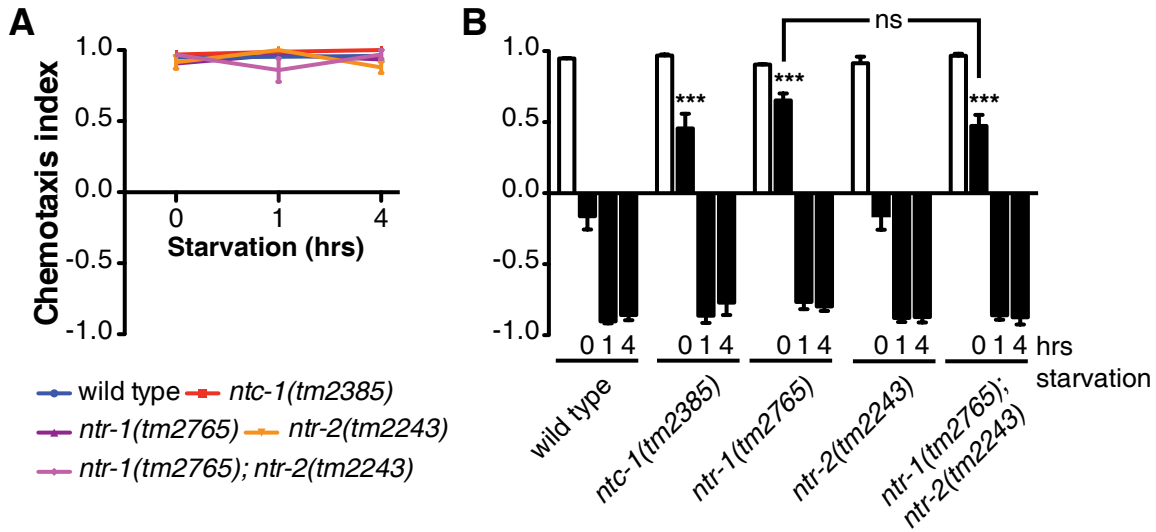 A
Chemotaxis index
1.0
0.5
0.0
-0.5
-1.0
0 1 4
Starvation (hrs)
wild type ntc-1(tm2385)
ntr-1(tm2765) ntr-2(tm2243)
ntr-1(tm2765); ntr-2(tm2243)
B
ns
1.0
0.5
0.0
-0.5
-1.0
*** *** ***
0 1 4 0 1 4 0 1 4 0 1 4 0 1 4 hrs
starvation
wild type
ntc-1(tm2385)
ntr-1(tm2765)
ntr-2(tm2243)
ntr-1(tm2765);
ntr-2(tm2243)